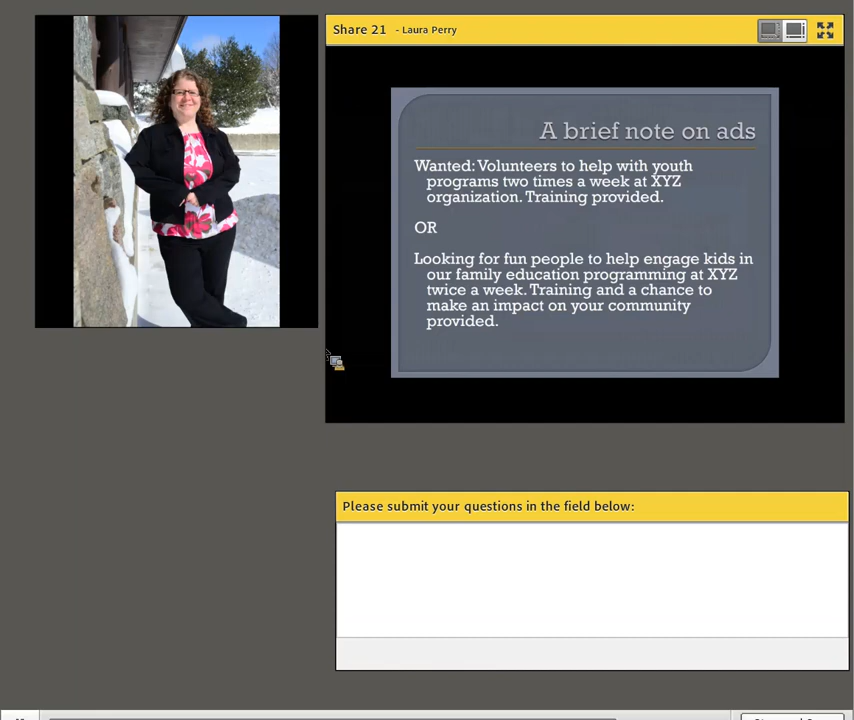 Share 21 - Laura Perry
A brief note on ads
Wanted: Volunteers to help with youth
programs two times a week at XYZ
organization. Training provided.
OR
Looking for fun people to help engage kids in
our family education programming at XYZ
twice a week. Training and a chance to
make an impact on your community
provided.
Please submit your questions in the field below: